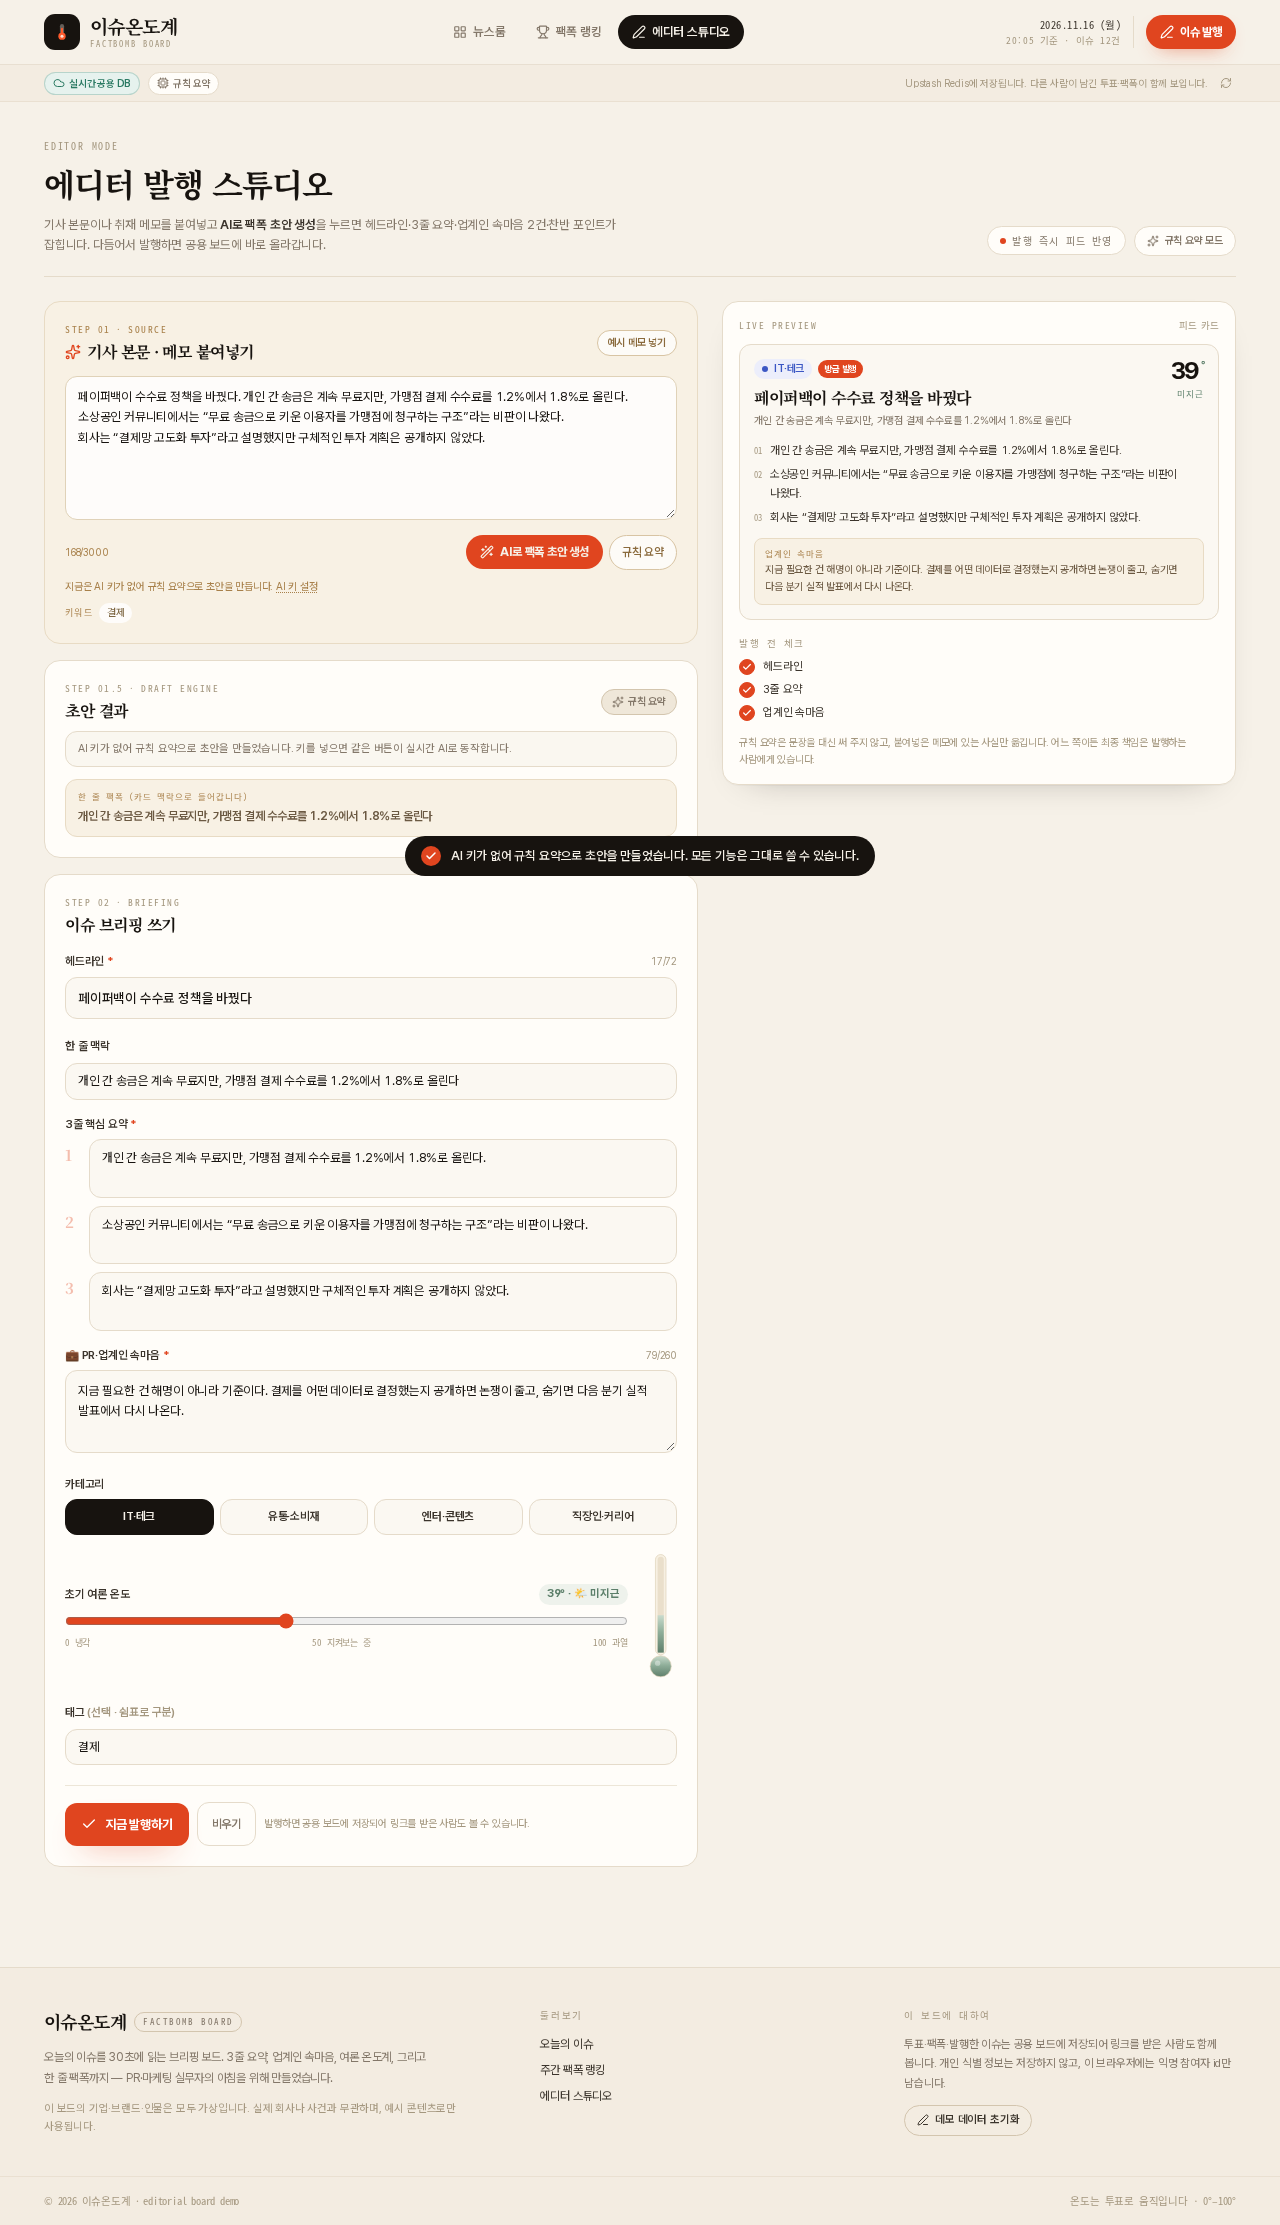 이슈온도계
FACTBOMB BOARD
뉴스룸
팩폭 랭킹
에디터 스튜디오
2026.11.16 (월)
20:05 기준 · 이슈 12건
이슈 발행
실시간 공용 DB
규칙 요약
Upstash Redis에 저장됩니다. 다른 사람이 남긴 투표·팩폭이 함께 보입니다.
EDITOR MODE
에디터 발행 스튜디오
기사 본문이나 취재 메모를 붙여넣고 AI로 팩폭 초안 생성을 누르면 헤드라인·3줄 요약·업계인 속마음 2건·찬반 포인트가
잡힙니다. 다듬어서 발행하면 공용 보드에 바로 올라갑니다.
발행 즉시 피드 반영
규칙 요약 모드
STEP 01 · SOURCE
기사 본문 · 메모 붙여넣기
예시 메모 넣기
페이퍼백이 수수료 정책을 바꿨다. 개인 간 송금은 계속 무료지만, 가맹점 결제 수수료를 1.2%에서 1.8%로 올린다.
소상공인 커뮤니티에서는 “무료 송금으로 키운 이용자를 가맹점에 청구하는 구조”라는 비판이 나왔다.
회사는 “결제망 고도화 투자”라고 설명했지만 구체적인 투자 계획은 공개하지 않았다.
168/3000
AI로 팩폭 초안 생성
규칙 요약
지금은 AI 키가 없어 규칙 요약으로 초안을 만듭니다. AI 키 설정
키워드 결제
STEP 01.5 · DRAFT ENGINE
초안 결과
규칙 요약
AI 키가 없어 규칙 요약으로 초안을 만들었습니다. 키를 넣으면 같은 버튼이 실시간 AI로 동작합니다.
한 줄 팩폭 (카드 맥락으로 들어갑니다)
개인 간 송금은 계속 무료지만, 가맹점 결제 수수료를 1.2%에서 1.8%로 올린다
AI 키가 없어 규칙 요약으로 초안을 만들었습니다. 모든 기능은 그대로 쓸 수 있습니다.
STEP 02 · BRIEFING
이슈 브리핑 쓰기
헤드라인 *
17/72
페이퍼백이 수수료 정책을 바꿨다
한 줄 맥락
개인 간 송금은 계속 무료지만, 가맹점 결제 수수료를 1.2%에서 1.8%로 올린다
3줄 핵심 요약 *
1 개인 간 송금은 계속 무료지만, 가맹점 결제 수수료를 1.2%에서 1.8%로 올린다.
2 소상공인 커뮤니티에서는 “무료 송금으로 키운 이용자를 가맹점에 청구하는 구조”라는 비판이 나왔다.
3 회사는 “결제망 고도화 투자”라고 설명했지만 구체적인 투자 계획은 공개하지 않았다.
💼 PR·업계인 속마음 *
79/260
지금 필요한 건 해명이 아니라 기준이다. 결제를 어떤 데이터로 결정했는지 공개하면 논쟁이 줄고, 숨기면 다음 분기 실적
발표에서 다시 나온다.
카테고리
IT·테크
유통·소비재
엔터·콘텐츠
직장인·커리어
초기 여론 온도
39° · 🌤️ 미지근
0 냉각
50 지켜보는 중
100 과열
태그 (선택 · 쉼표로 구분)
결제
지금 발행하기
비우기
발행하면 공용 보드에 저장되어 링크를 받은 사람도 볼 수 있습니다.
LIVE PREVIEW
피드 카드
IT·테크
방금 발행
39°
미지근
페이퍼백이 수수료 정책을 바꿨다
개인 간 송금은 계속 무료지만, 가맹점 결제 수수료를 1.2%에서 1.8%로 올린다
01 개인 간 송금은 계속 무료지만, 가맹점 결제 수수료를 1.2%에서 1.8%로 올린다.
02 소상공인 커뮤니티에서는 “무료 송금으로 키운 이용자를 가맹점에 청구하는 구조”라는 비판이
나왔다.
03 회사는 “결제망 고도화 투자”라고 설명했지만 구체적인 투자 계획은 공개하지 않았다.
업계인 속마음
지금 필요한 건 해명이 아니라 기준이다. 결제를 어떤 데이터로 결정했는지 공개하면 논쟁이 줄고, 숨기면
다음 분기 실적 발표에서 다시 나온다.
발행 전 체크
헤드라인
3줄 요약
업계인 속마음
규칙 요약은 문장을 대신 써 주지 않고, 붙여넣은 메모에 있는 사실만 옮깁니다. 어느 쪽이든 최종 책임은 발행하는
사람에게 있습니다.
이슈온도계
FACTBOMB BOARD
오늘의 이슈를 30초에 읽는 브리핑 보드. 3줄 요약, 업계인 속마음, 여론 온도계, 그리고
한 줄 팩폭까지 — PR·마케팅 실무자의 아침을 위해 만들었습니다.
이 보드의 기업·브랜드·인물은 모두 가상입니다. 실제 회사나 사건과 무관하며, 예시 콘텐츠로만
사용됩니다.
둘러보기
오늘의 이슈
주간 팩폭 랭킹
에디터 스튜디오
이 보드에 대하여
투표·팩폭·발행한 이슈는 공용 보드에 저장되어 링크를 받은 사람도 함께
봅니다. 개인 식별 정보는 저장하지 않고, 이 브라우저에는 익명 참여자 id만
남습니다.
데모 데이터 초기화
© 2026 이슈온도계 · editorial board demo
온도는 투표로 움직입니다 · 0°–100°